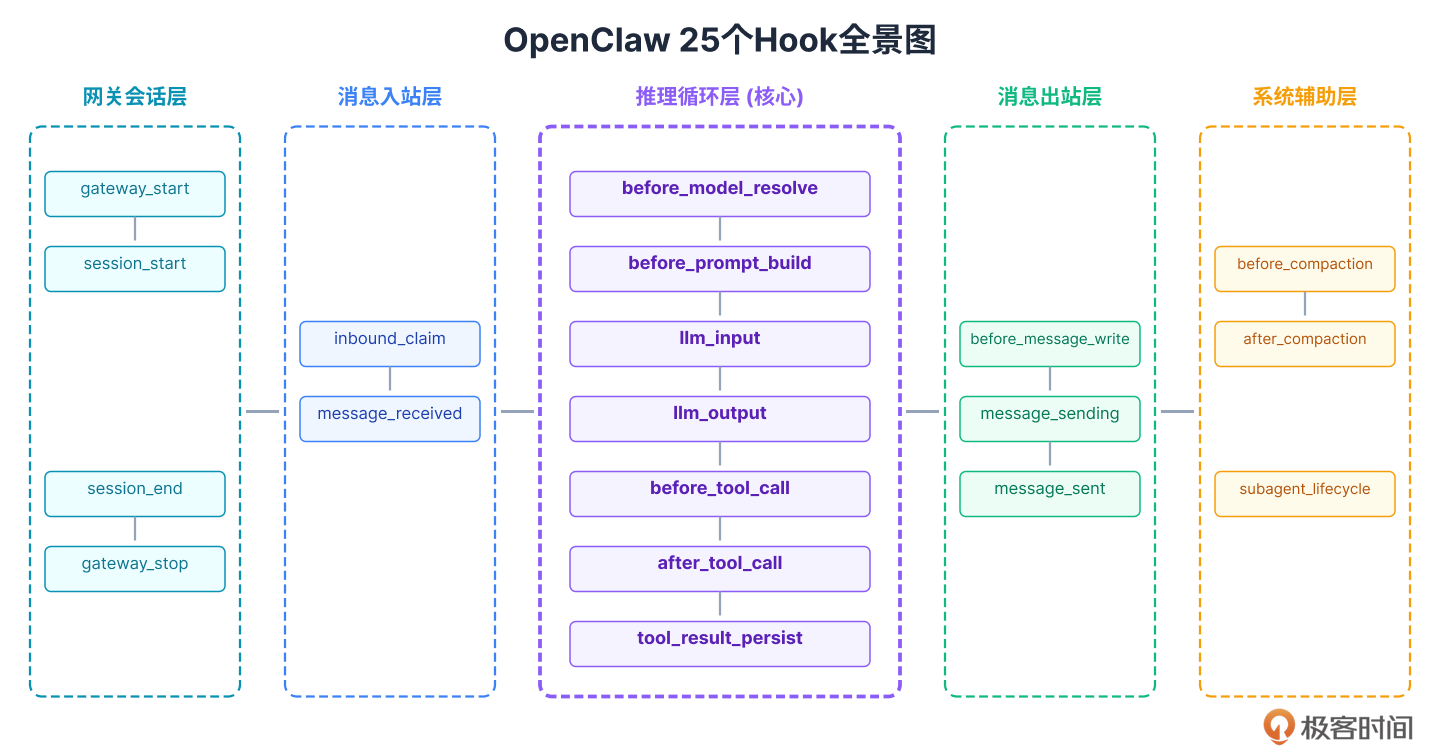 OpenClaw 25个Hook全景图
网关会话层
gateway_start
session_start
session_end
gateway_stop
消息入站层
inbound_claim
message_received
推理循环层 (核心)
before_model_resolve
before_prompt_build
llm_input
llm_output
before_tool_call
after_tool_call
tool_result_persist
消息出站层
before_message_write
message_sending
message_sent
系统辅助层
before_compaction
after_compaction
subagent_lifecycle
极客时间